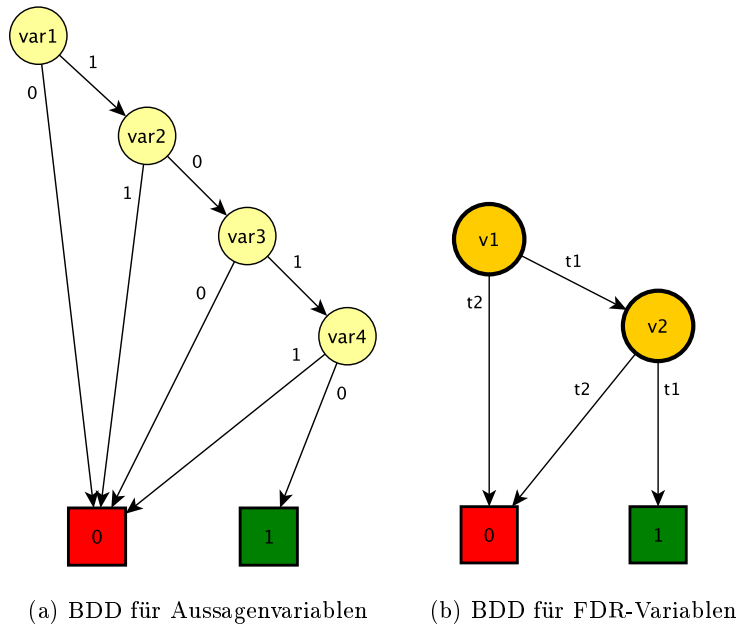 var1
1
0
var2
0
1
var3
1
0
var4
1
0
0
1
v1
t1
t2
v2
t2
t1
0
1
(a) BDD für Aussagenvariablen
(b) BDD für FDR-Variablen